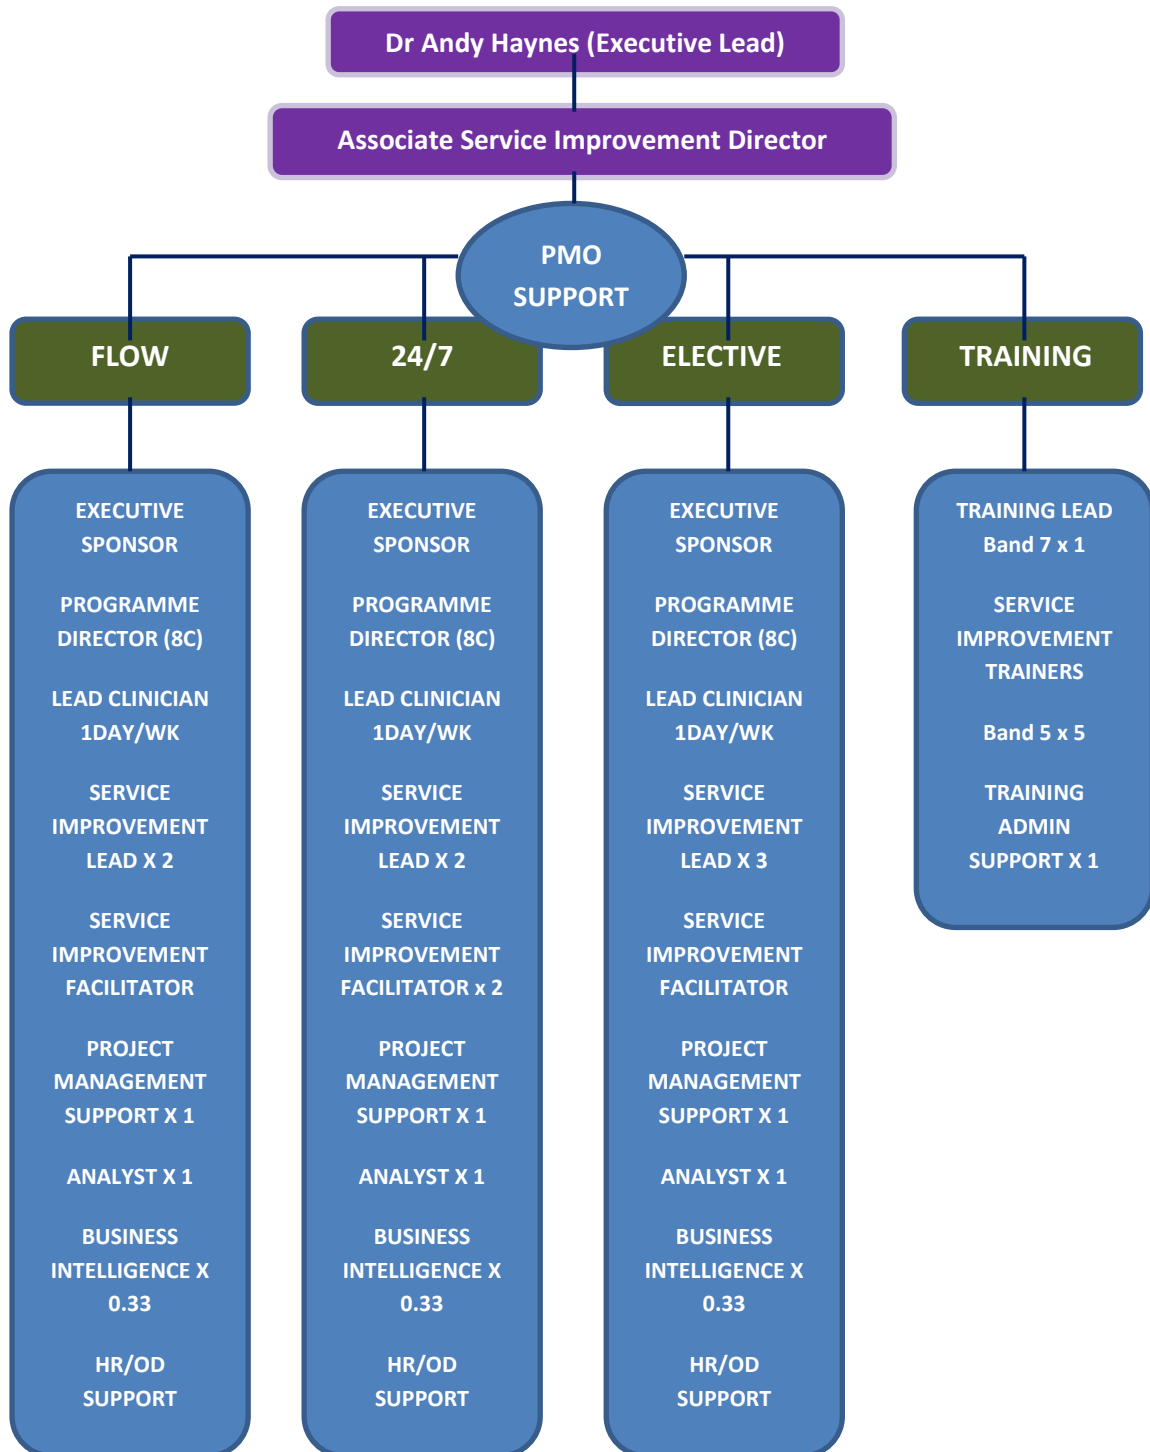 Dr Andy Haynes (Executive Lead)
Associate Service Improvement Director
PMO
SUPPORT
FLOW
24/7
ELECTIVE
TRAINING
EXECUTIVE
SPONSOR
PROGRAMME
DIRECTOR (8C)
LEAD CLINICIAN
1DAY/WK
SERVICE
IMPROVEMENT
LEAD X 2
SERVICE
IMPROVEMENT
FACILITATOR
PROJECT
MANAGEMENT
SUPPORT X 1
ANALYST X 1
BUSINESS
INTELLIGENCE X
0.33
HR/OD
SUPPORT
EXECUTIVE
SPONSOR
PROGRAMME
DIRECTOR (8C)
LEAD CLINICIAN
1DAY/WK
SERVICE
IMPROVEMENT
LEAD X 2
SERVICE
IMPROVEMENT
FACILITATOR x 2
PROJECT
MANAGEMENT
SUPPORT X 1
ANALYST X 1
BUSINESS
INTELLIGENCE X
0.33
HR/OD
SUPPORT
EXECUTIVE
SPONSOR
PROGRAMME
DIRECTOR (8C)
LEAD CLINICIAN
1DAY/WK
SERVICE
IMPROVEMENT
LEAD X 3
SERVICE
IMPROVEMENT
FACILITATOR
PROJECT
MANAGEMENT
SUPPORT X 1
ANALYST X 1
BUSINESS
INTELLIGENCE X
0.33
HR/OD
SUPPORT
TRAINING LEAD
Band 7 x 1
SERVICE
IMPROVEMENT
TRAINERS
Band 5 x 5
TRAINING
ADMIN
SUPPORT X 1